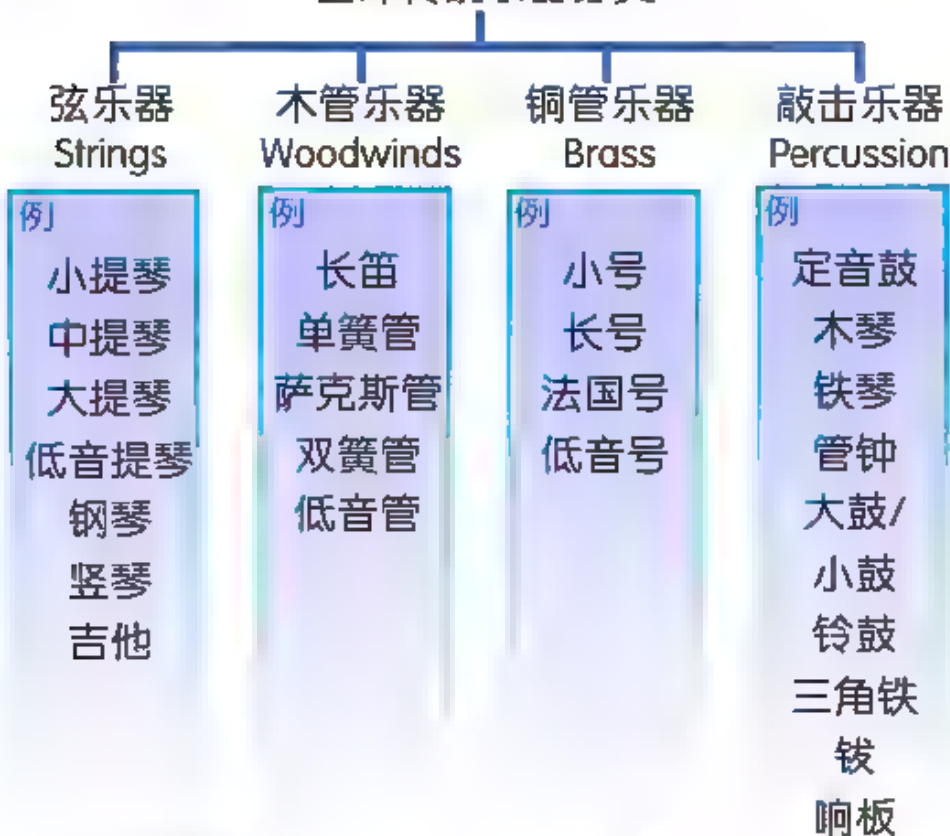 弦乐器
Strings
例
小提琴
中提琴
大提琴
低音提琴
钢琴
竖琴
吉他
木管乐器
Woodwinds
例
长笛
单簧管
萨克斯管
双簧管
低音管
铜管乐器
Brass
例
小号
长号
法国号
低音号
敲击乐器
Percussion
例
定音鼓
木琴
铁琴
管钟
大鼓/
小鼓
铃鼓
三角铁
钹
响板